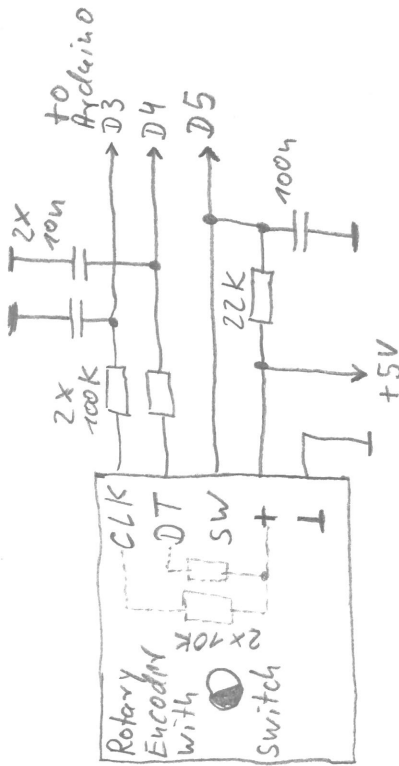 Rotary
Encoder
with
Switch
2x10K
CLK
DT
SW
+
2x
100K
2x
10n
22K
100n
+5V
to
Arduino
D3
D4
D5